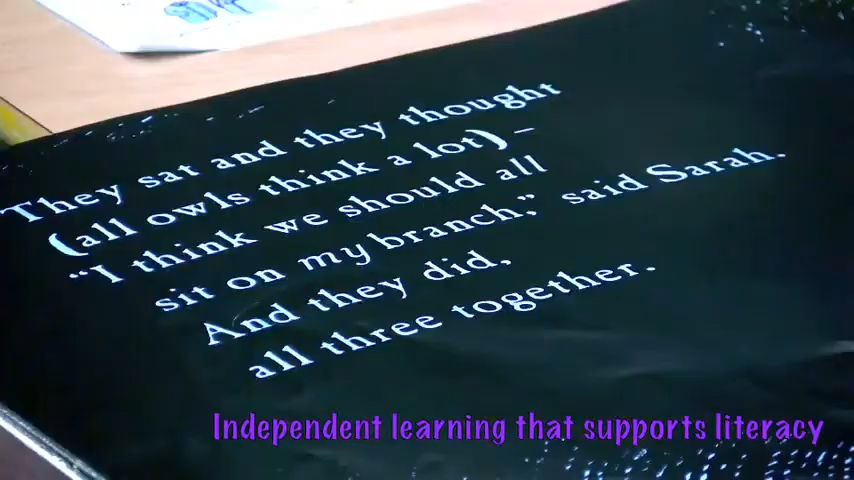 They sat and they thought
(all owls think a lot) –
“I think we should all
sit on my branch,” said Sarah.
And they did,
all three together.
Independent learning that supports literacy